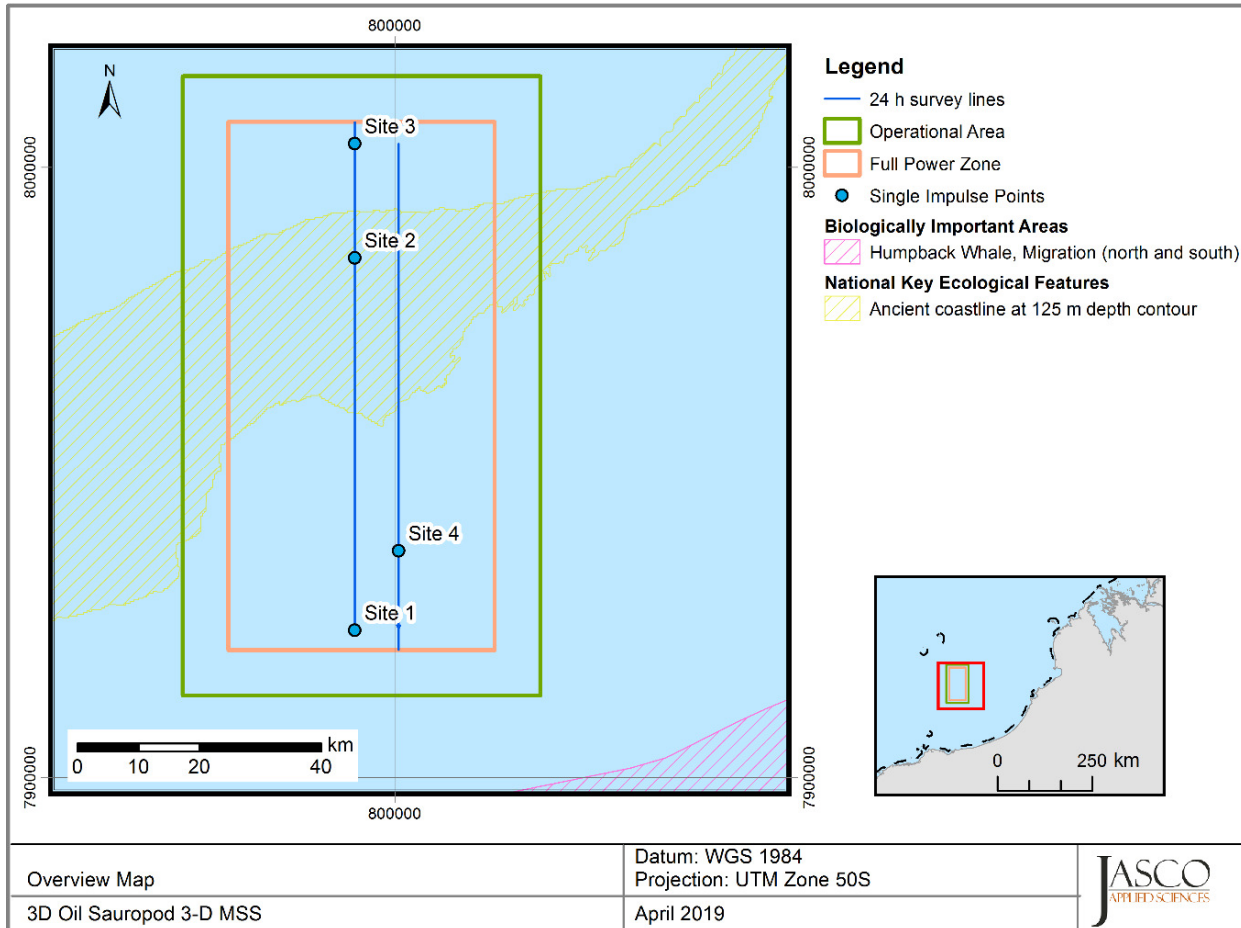 800000
N
8000000
8000000
Site 3
Site 2
Site 4
Site 1
km
0 10 20 40
7900000
7900000
800000
Legend
24 h survey lines
Operational Area
Full Power Zone
Single Impulse Points
Biologically Important Areas
Humpback Whale, Migration (north and south)
National Key Ecological Features
Ancient coastline at 125 m depth contour
0 250 km
Overview Map
Datum: WGS 1984
Projection: UTM Zone 50S
3D Oil Sauropod 3-D MSS
April 2019
JASCO
APPLIED SCIENCES